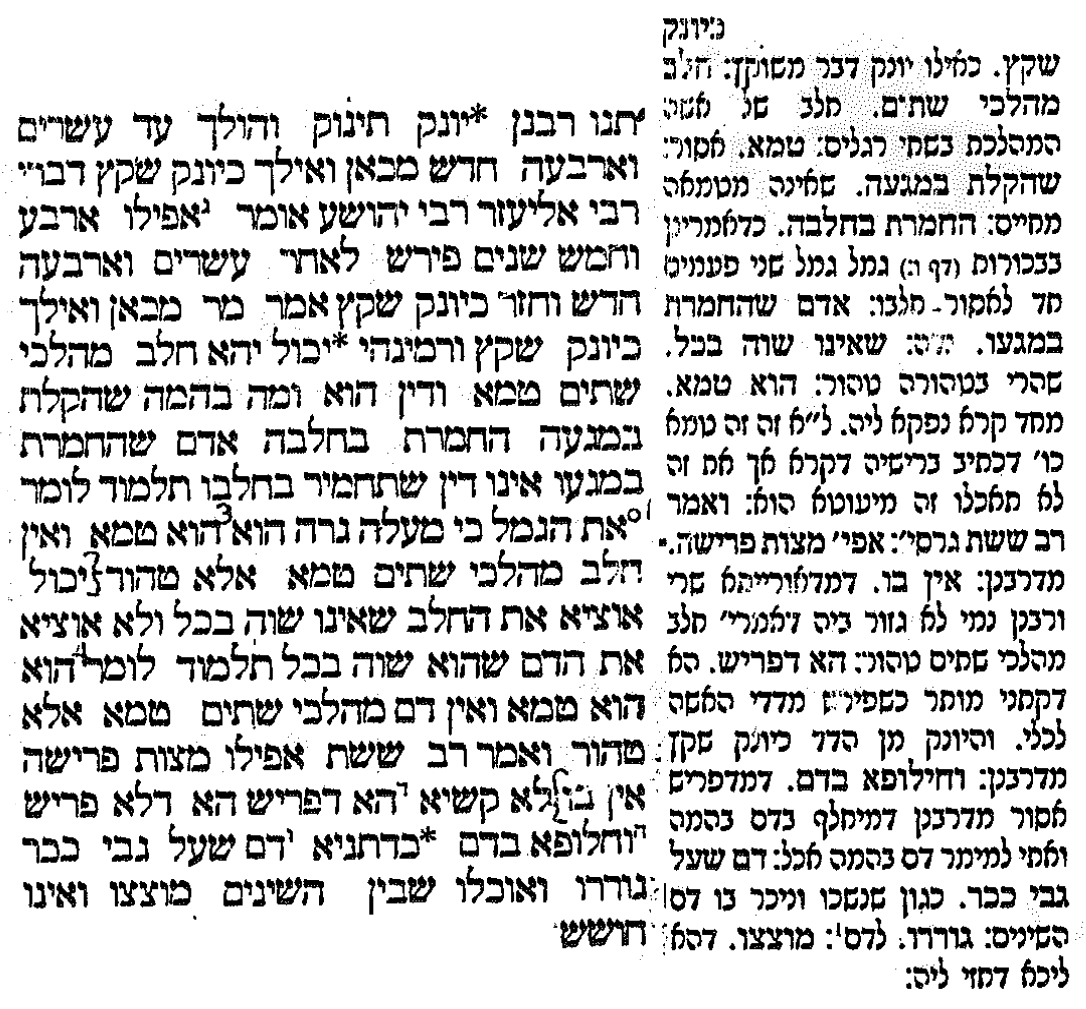 תנו רבנן *יונק תינוק והולך עד עשרים
וארבעה חדש מכאן ואילך כיונק שקץ דברי
רבי אליעזר רבי יהושע אומר גאפילו ארבע
וחמש שנים פירש לאחר עשרים וארבעה
חדש וחזר כיונק שקץ אמר מר מכאן ואילך
כיונק שקץ ורמינהי *יכול יהא חלב מהלכי
שתים טמא ודין הוא ומה בהמה שהקלת
במגעה החמרת בחלבה אדם שהחמרת
במגעו אינו דין שתחמיר בחלבו תלמוד לומר
°את הגמל כי מעלה גרה הוא הוא טמא ואין
חלב מהלכי שתים טמא אלא טהור יכול
אוציא את החלב שאינו שוה בכל ולא אוציא
את הדם שהוא שוה בכל תלמוד לומר הוא
הוא טמא ואין דם מהלכי שתים טמא אלא
טהור ואמר רב ששת אפילו מצות פרישה
אין בו לא קשיא דהא דפריש הא דלא פריש
הוחלופא בדם *כדתניא ודם שעל גבי ככר
גוררו ואוכלו שבין השינים מוצצו ואינו
חושש
כיונק
שקץ. כאילו יונק דבר משוקץ: חלב
מהלכי שתים. חלב של אשה
המהלכת בשתי רגלים: טמא. אסור:
שהקלת במגעה. שאינה מטמאה
מחיים: החמרת בחלבה. כדאמרינן
בבכורות (דף ו:) גמל גמל שני פעמים
חד לאסור חלבו: אדם שהחמרת
במגעו. נדה: שאינו שוה בכל.
שהרי בטהורה טהור: הוא טמא.
מחד קרא נפקא ליה. ל״א זה זה טמא
כו׳ דכתיב ברישיה דקרא אך את זה
לא תאכלו זה מיעוטא הוא: ואמר
רב ששת גרסי׳: אפי׳ מצות פרישה.
מדרבנן: אין בו. דמדאורייתא שרי
ורבנן נמי לא גזור ביה דאמרי׳ חלב
מהלכי שתים טהור: הא דפריש. הא
דקתני מותר כשפירש מדדי האשה
לכלי. והיונק מן הדד כיונק שקץ
מדרבנן: וחילופא בדם. דמדפריש
אסור מדרבנן דמיחלף בדם בהמה
ואתי למימר דם בהמה אכל: דם שעל
גבי ככר. כגון שנשכו וניכר בו דם
השינים: גוררו. לדם: מוצצו. דהא
ליכא דחזי ליה: